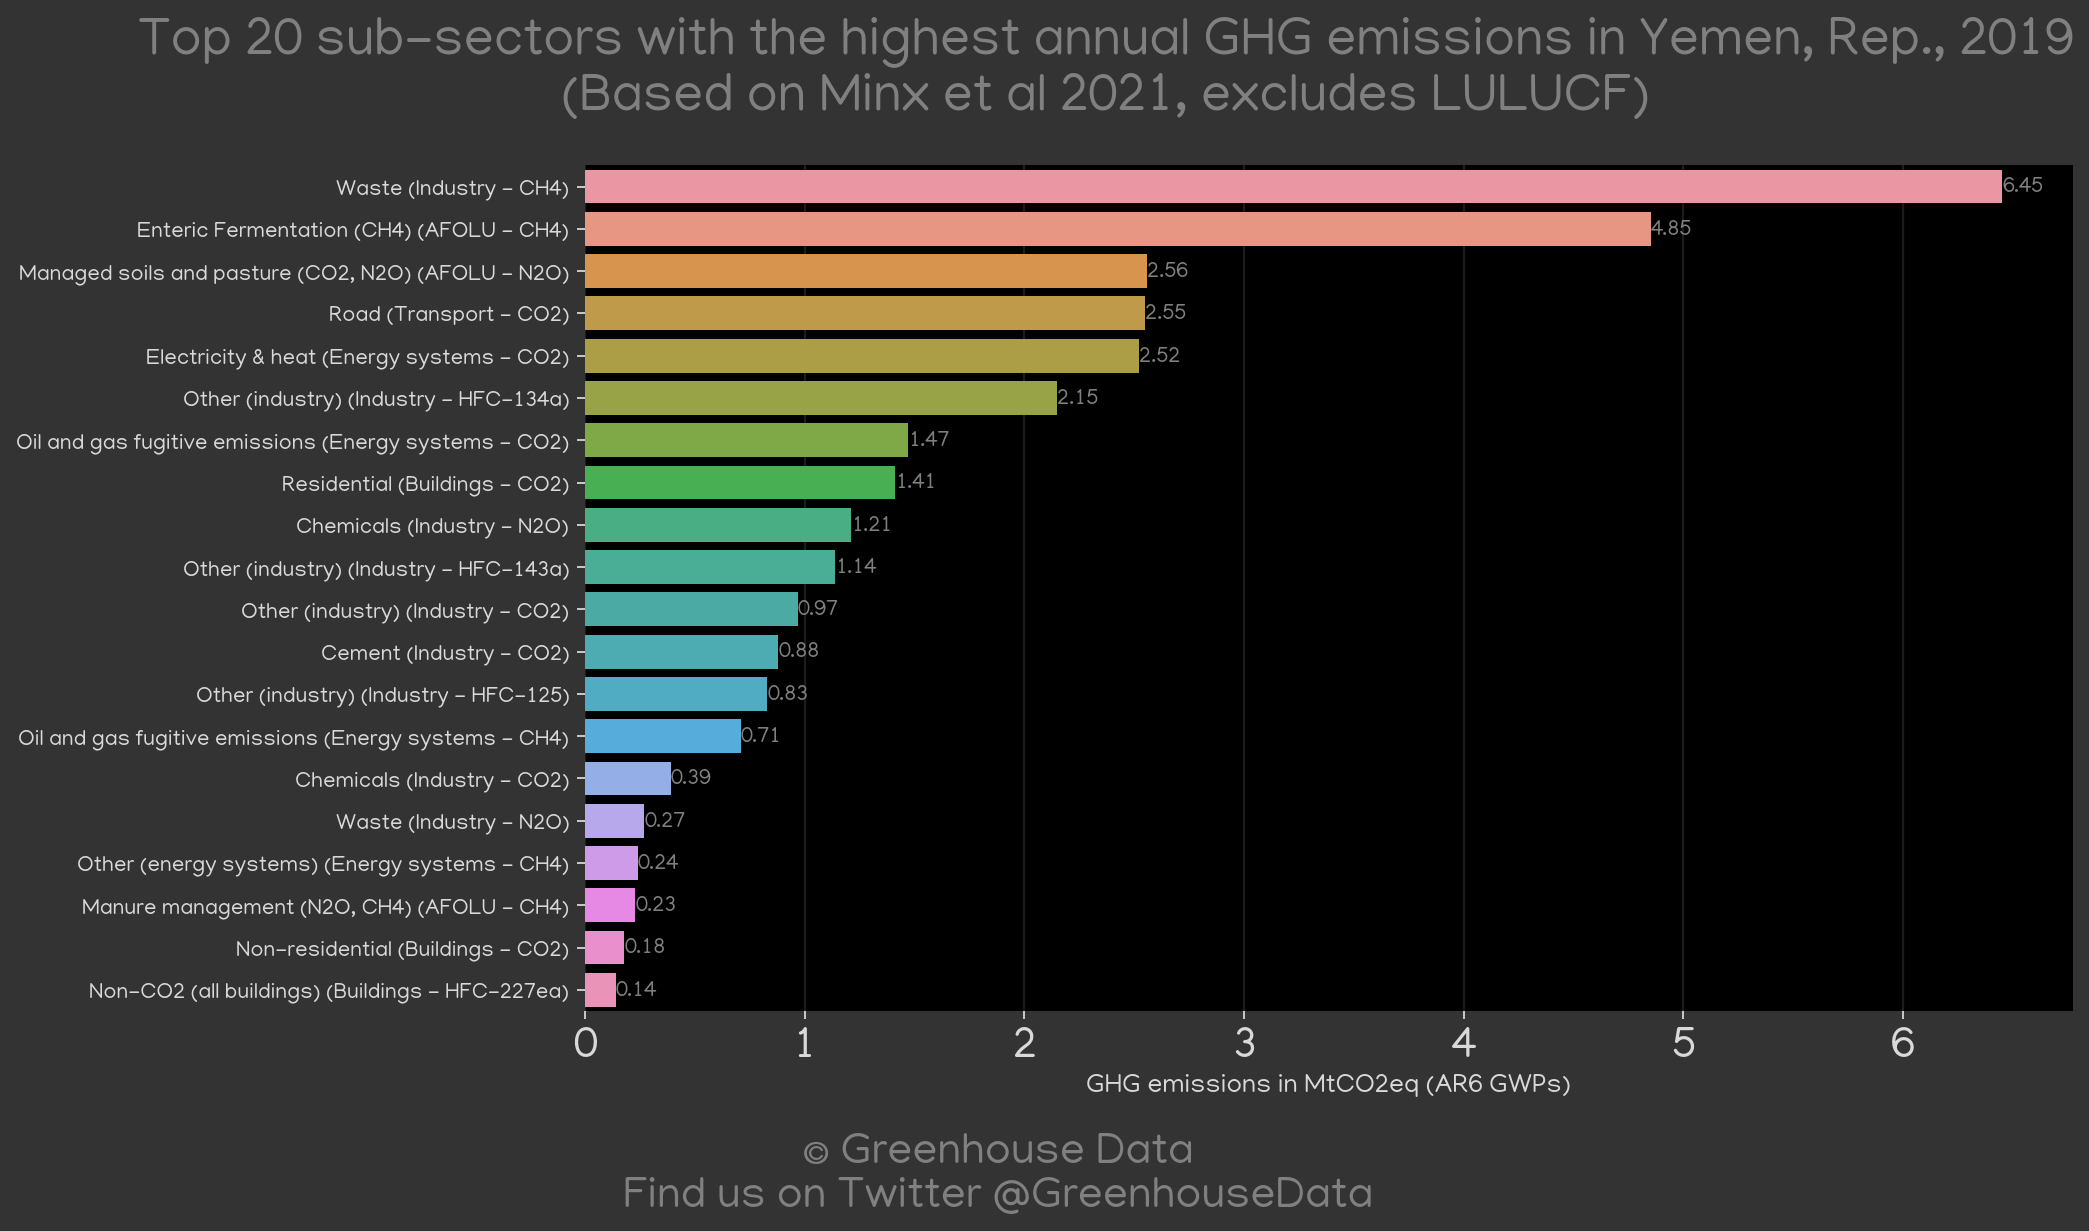 Top 20 sub-sectors with the highest annual GHG emissions in Yemen, Rep., 2019
(Based on Minx et al 2021, excludes LULUCF)
Waste (Industry - CH4) 6.45
Enteric Fermentation (CH4) (AFOLU - CH4) 4.85
Managed soils and pasture (CO2, N2O) (AFOLU - N2O) 2.56
Road (Transport - CO2) 2.55
Electricity & heat (Energy systems - CO2) 2.52
Other (industry) (Industry - HFC-134a) 2.15
Oil and gas fugitive emissions (Energy systems - CO2) 1.47
Residential (Buildings - CO2) 1.41
Chemicals (Industry - N2O) 1.21
Other (industry) (Industry - HFC-143a) 1.14
Other (industry) (Industry - CO2) 0.97
Cement (Industry - CO2) 0.88
Other (industry) (Industry - HFC-125) 0.83
Oil and gas fugitive emissions (Energy systems - CH4) 0.71
Chemicals (Industry - CO2) 0.39
Waste (Industry - N2O) 0.27
Other (energy systems) (Energy systems - CH4) 0.24
Manure management (N2O, CH4) (AFOLU - CH4) 0.23
Non-residential (Buildings - CO2) 0.18
Non-CO2 (all buildings) (Buildings - HFC-227ea) 0.14
0 1 2 3 4 5 6
GHG emissions in MtCO2eq (AR6 GWPs)
© Greenhouse Data
Find us on Twitter @GreenhouseData